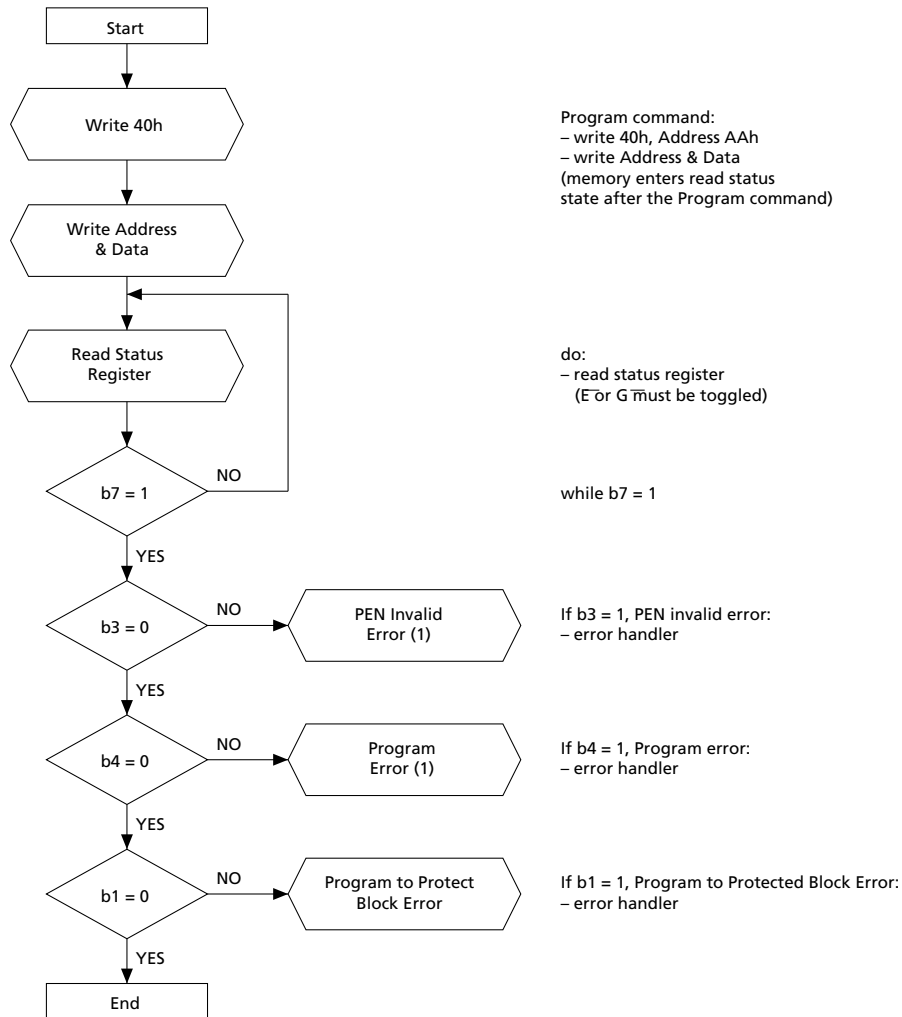 Start
Write 40h
Program command:
– write 40h, Address AAh
– write Address & Data
(memory enters read status
state after the Program command)
Write Address
& Data
Read Status
Register
do:
– read status register
(E̅ or G̅ must be toggled)
b7 = 1
NO
while b7 = 1
YES
b3 = 0
NO
PEN Invalid
Error (1)
If b3 = 1, PEN invalid error:
– error handler
YES
b4 = 0
NO
Program
Error (1)
If b4 = 1, Program error:
– error handler
YES
b1 = 0
NO
Program to Protect
Block Error
If b1 = 1, Program to Protected Block Error:
– error handler
YES
End